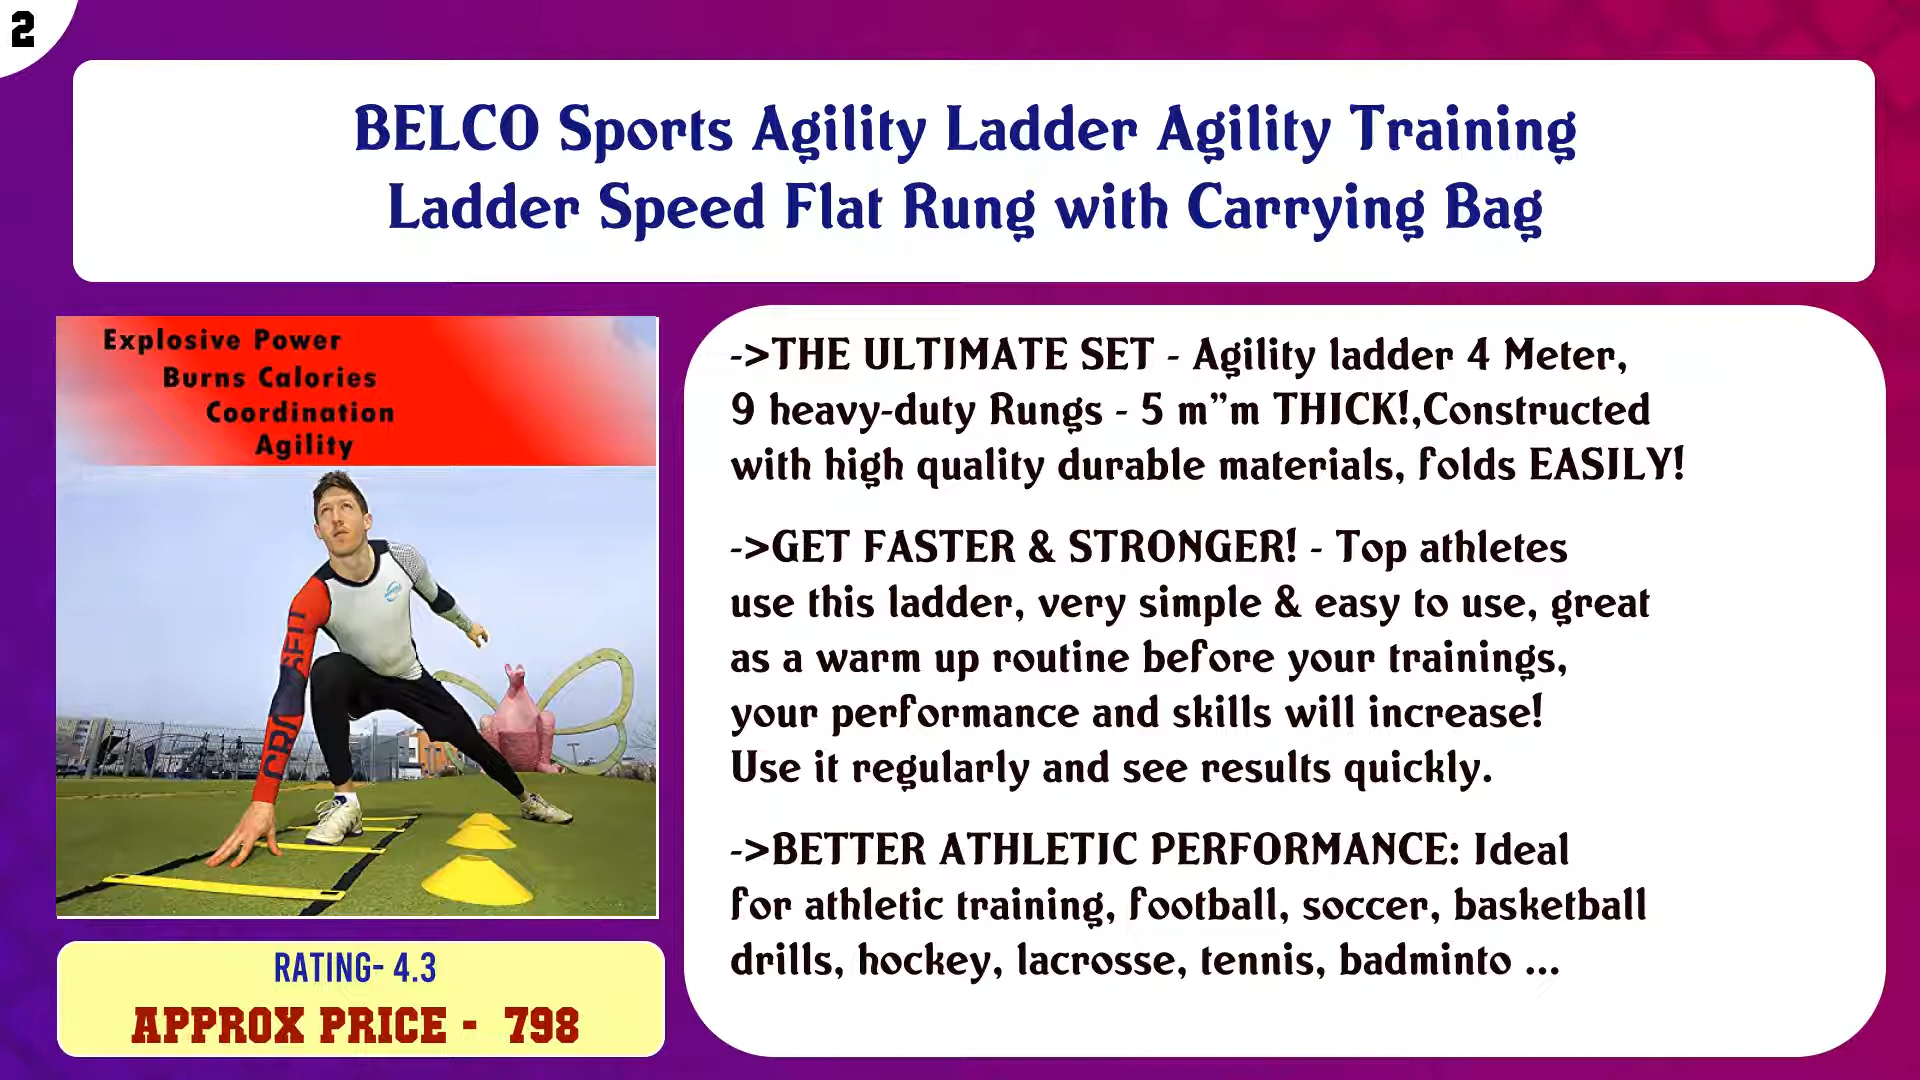 2
BELCO Sports Agility Ladder Agility Training
Ladder Speed Flat Rung with Carrying Bag
Explosive Power
Burns Calories
Coordination
Agility
RATING- 4.3
APPROX PRICE - 798
->THE ULTIMATE SET - Agility ladder 4 Meter,
9 heavy-duty Rungs - 5 m”m THICK!,Constructed
with high quality durable materials, folds EASILY!
->GET FASTER & STRONGER! - Top athletes
use this ladder, very simple & easy to use, great
as a warm up routine before your trainings,
your performance and skills will increase!
Use it regularly and see results quickly.
->BETTER ATHLETIC PERFORMANCE: Ideal
for athletic training, football, soccer, basketball
drills, hockey, lacrosse, tennis, badminto ...